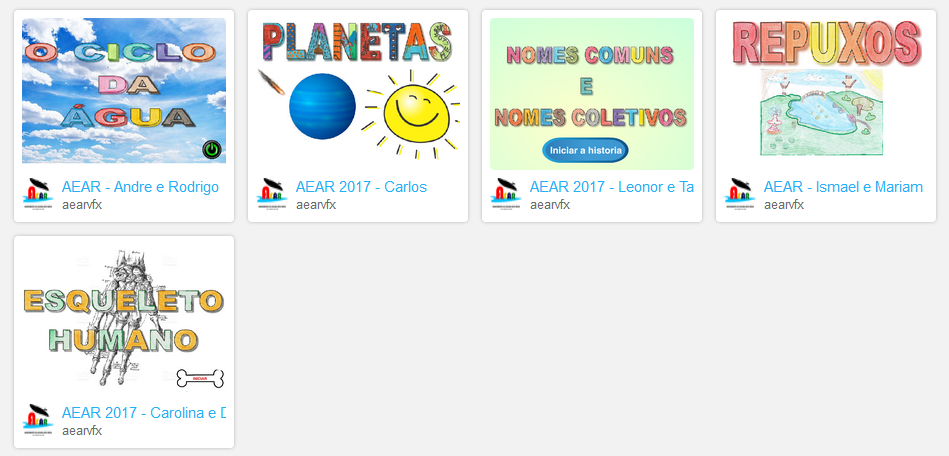 O CICLO
DA
ÁGUA
AEAR - Andre e Rodrigo
aearvfx
PLANETAS
AEAR 2017 - Carlos
aearvfx
NOMES COMUNS
E
NOMES COLETIVOS
Iniciar a historia
AEAR 2017 - Leonor e Ta
aearvfx
REPUXOS
AEAR - Ismael e Mariam
aearvfx
ESQUELETO
HUMANO
INICIAR
AEAR 2017 - Carolina e D
aearvfx